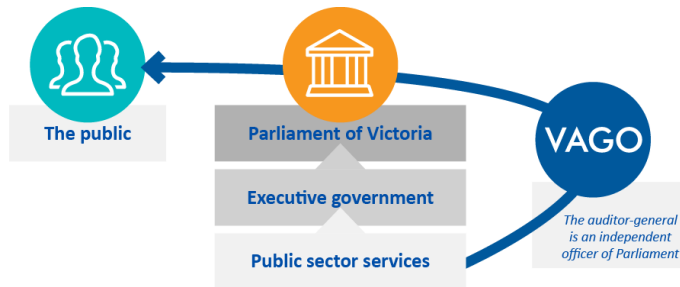 The public
Parliament of Victoria
Executive government
Public sector services
VAGO
The auditor-general
is an independent
officer of Parliament